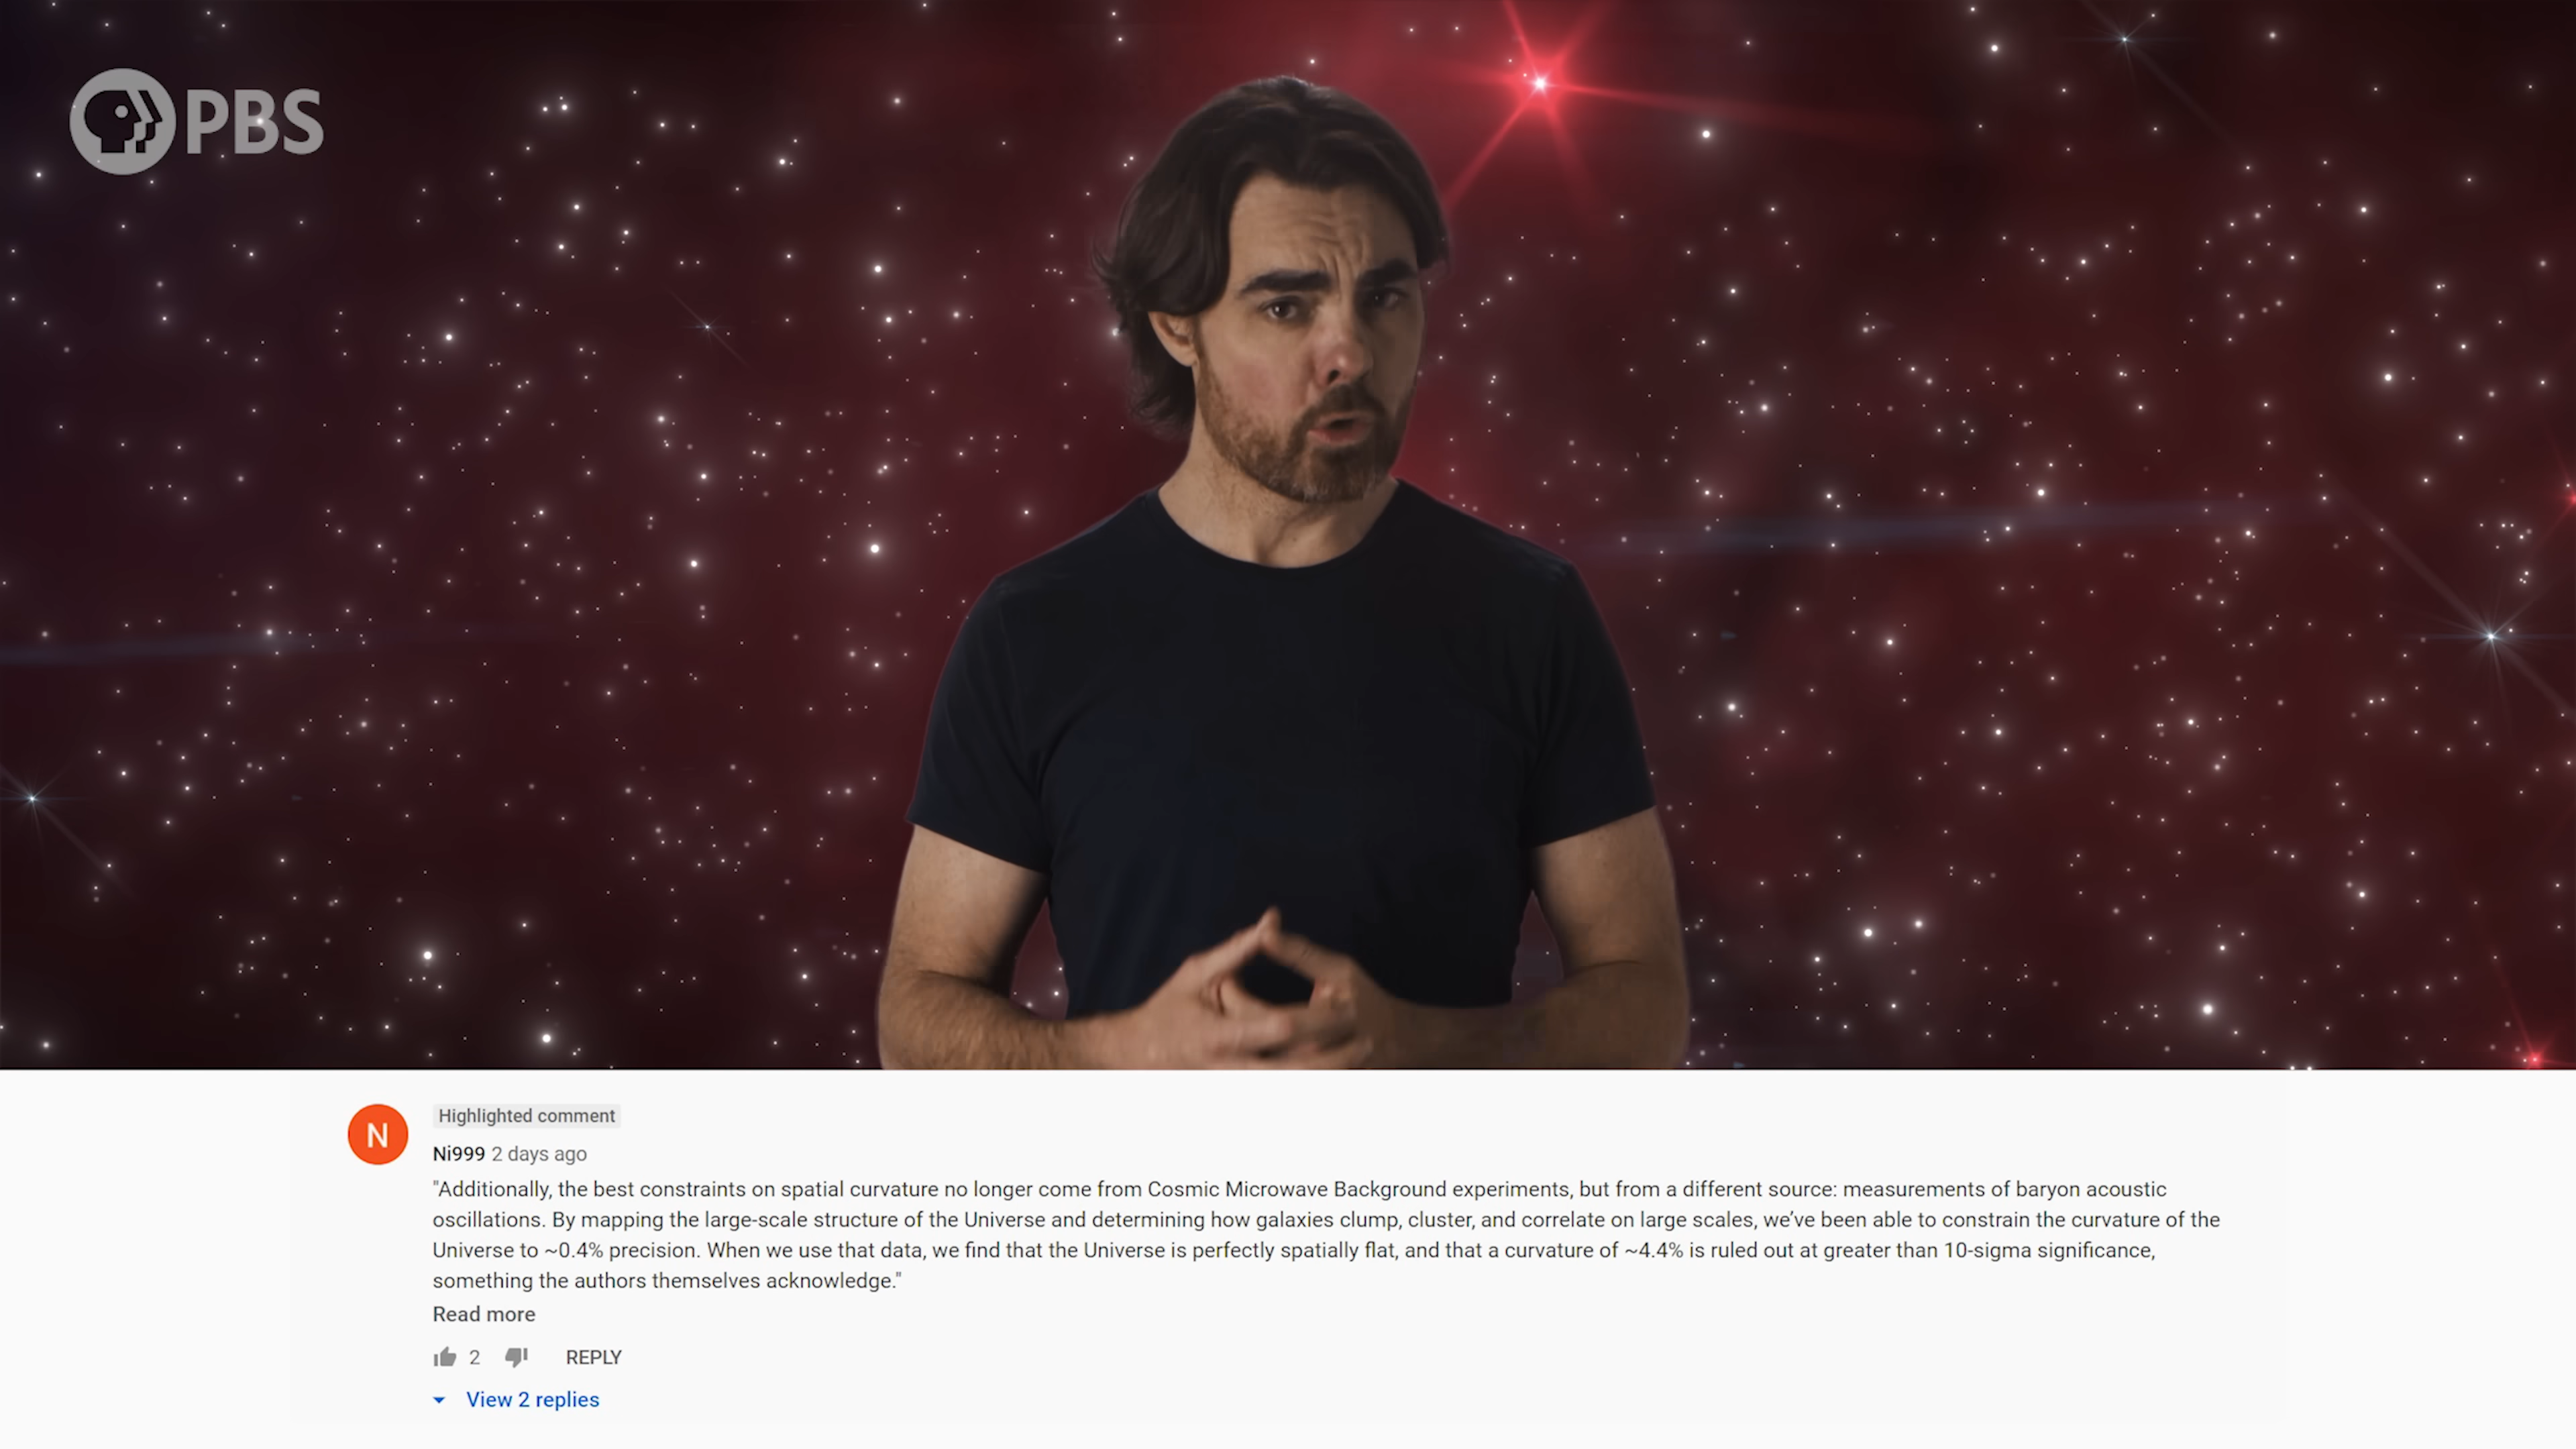 PBS
N
Highlighted comment
Ni999 2 days ago
"Additionally, the best constraints on spatial curvature no longer come from Cosmic Microwave Background experiments, but from a different source: measurements of baryon acoustic
oscillations. By mapping the large-scale structure of the Universe and determining how galaxies clump, cluster, and correlate on large scales, we’ve been able to constrain the curvature of the
Universe to ~0.4% precision. When we use that data, we find that the Universe is perfectly spatially flat, and that a curvature of ~4.4% is ruled out at greater than 10-sigma significance,
something the authors themselves acknowledge."
Read more
2 REPLY
View 2 replies